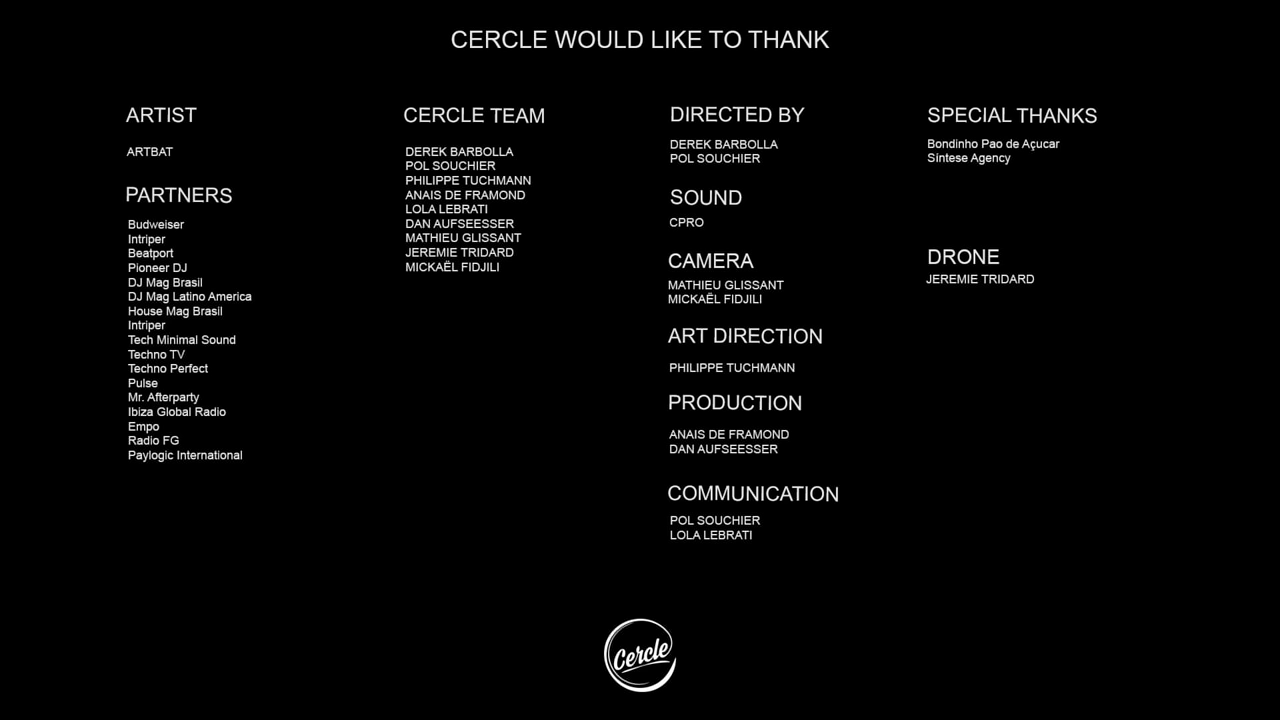 CERCLE WOULD LIKE TO THANK
ARTIST
ARTBAT
PARTNERS
Budweiser
Intriper
Beatport
Pioneer DJ
DJ Mag Brasil
DJ Mag Latino America
House Mag Brasil
Intriper
Tech Minimal Sound
Techno TV
Techno Perfect
Pulse
Mr. Afterparty
Ibiza Global Radio
Empo
Radio FG
Paylogic International
CERCLE TEAM
DEREK BARBOLLA
POL SOUCHIER
PHILIPPE TUCHMANN
ANAIS DE FRAMOND
LOLA LEBRATI
DAN AUFSEESSER
MATHIEU GLISSANT
JEREMIE TRIDARD
MICKAËL FIDJILI
DIRECTED BY
DEREK BARBOLLA
POL SOUCHIER
SOUND
CPRO
CAMERA
MATHIEU GLISSANT
MICKAËL FIDJILI
ART DIRECTION
PHILIPPE TUCHMANN
PRODUCTION
ANAIS DE FRAMOND
DAN AUFSEESSER
COMMUNICATION
POL SOUCHIER
LOLA LEBRATI
SPECIAL THANKS
Bondinho Pao de Açucar
Síntese Agency
DRONE
JEREMIE TRIDARD
Cercle